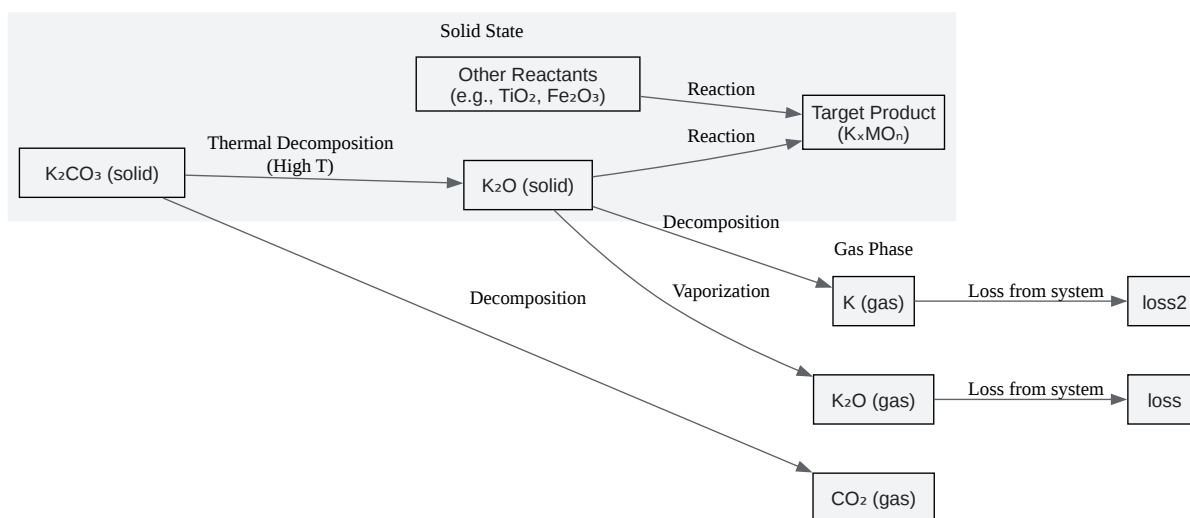 Solid State
Other Reactants
(e.g., TiO₂, Fe₂O₃)
Reaction
Target Product
(KₓMOₙ)
Thermal Decomposition
(High T)
Reaction
K₂CO₃ (solid)
K₂O (solid)
Decomposition
Gas Phase
Decomposition
Vaporization
K (gas)
Loss from system
loss2
K₂O (gas)
Loss from system
loss
CO₂ (gas)